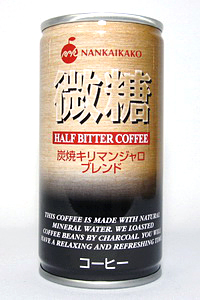 NANKAIKAKO
微糖
HALF BITTER COFFEE
炭焼キリマンジャロ
ブレンド
THIS COFFEE IS MADE WITH NATURAL
MINERAL WATER. WE LOASTED
COFFEE BEANS BY CHARCOAL. YOU WILL
HAVE A RELAXING AND REFRESHING TIME.
コーヒー